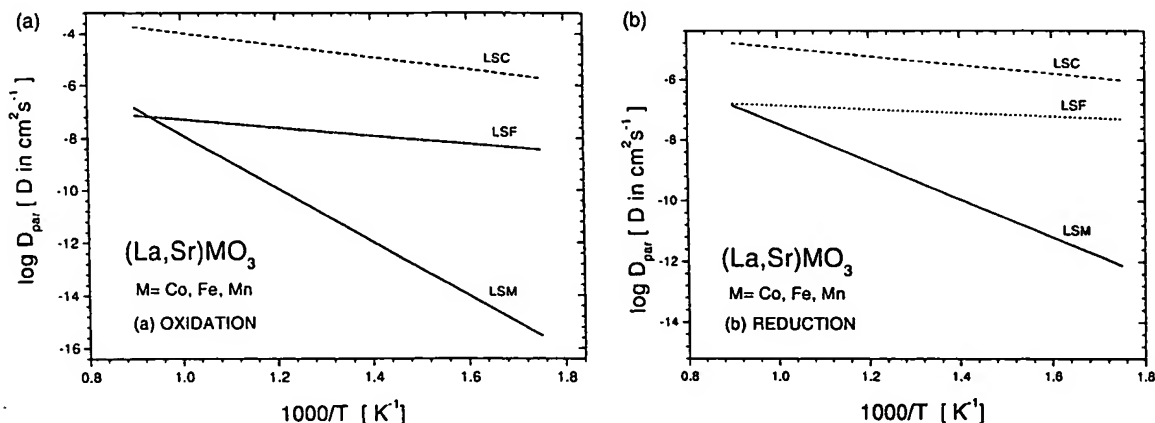 (a)
log D_par [ D in cm²s⁻¹ ]
-4
-6
-8
-10
-12
-14
-16
LSC
LSF
LSM
(La,Sr)MO₃
M= Co, Fe, Mn
(a) OXIDATION
0.8 1.0 1.2 1.4 1.6 1.8
1000/T [ K⁻¹ ]
(b)
log D_par [ D in cm²s⁻¹ ]
-6
-8
-10
-12
-14
LSC
LSF
LSM
(La,Sr)MO₃
M= Co, Fe, Mn
(b) REDUCTION
0.8 1.0 1.2 1.4 1.6 1.8
1000/T [ K⁻¹ ]